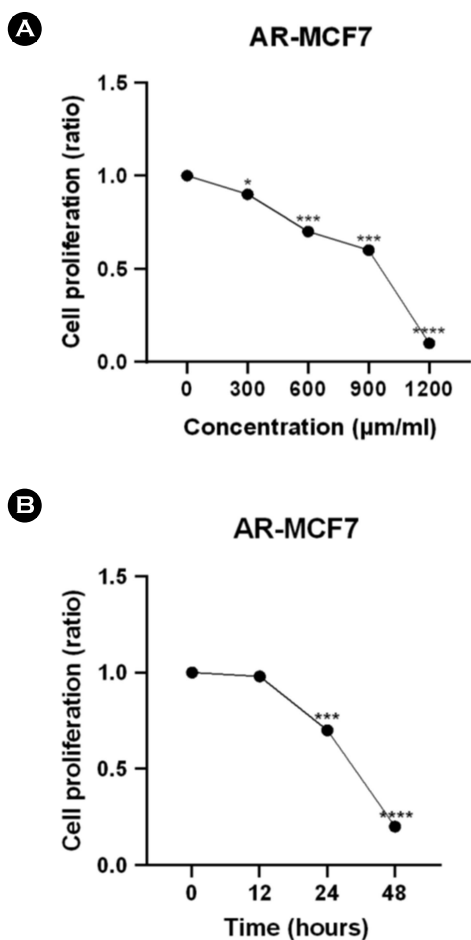 A
AR-MCF7
Cell proliferation (ratio)
1.5
1.0
0.5
0.0
*
***
***
****
0 300 600 900 1200
Concentration (µm/ml)
B
AR-MCF7
Cell proliferation (ratio)
1.5
1.0
0.5
0.0
***
****
0 12 24 48
Time (hours)